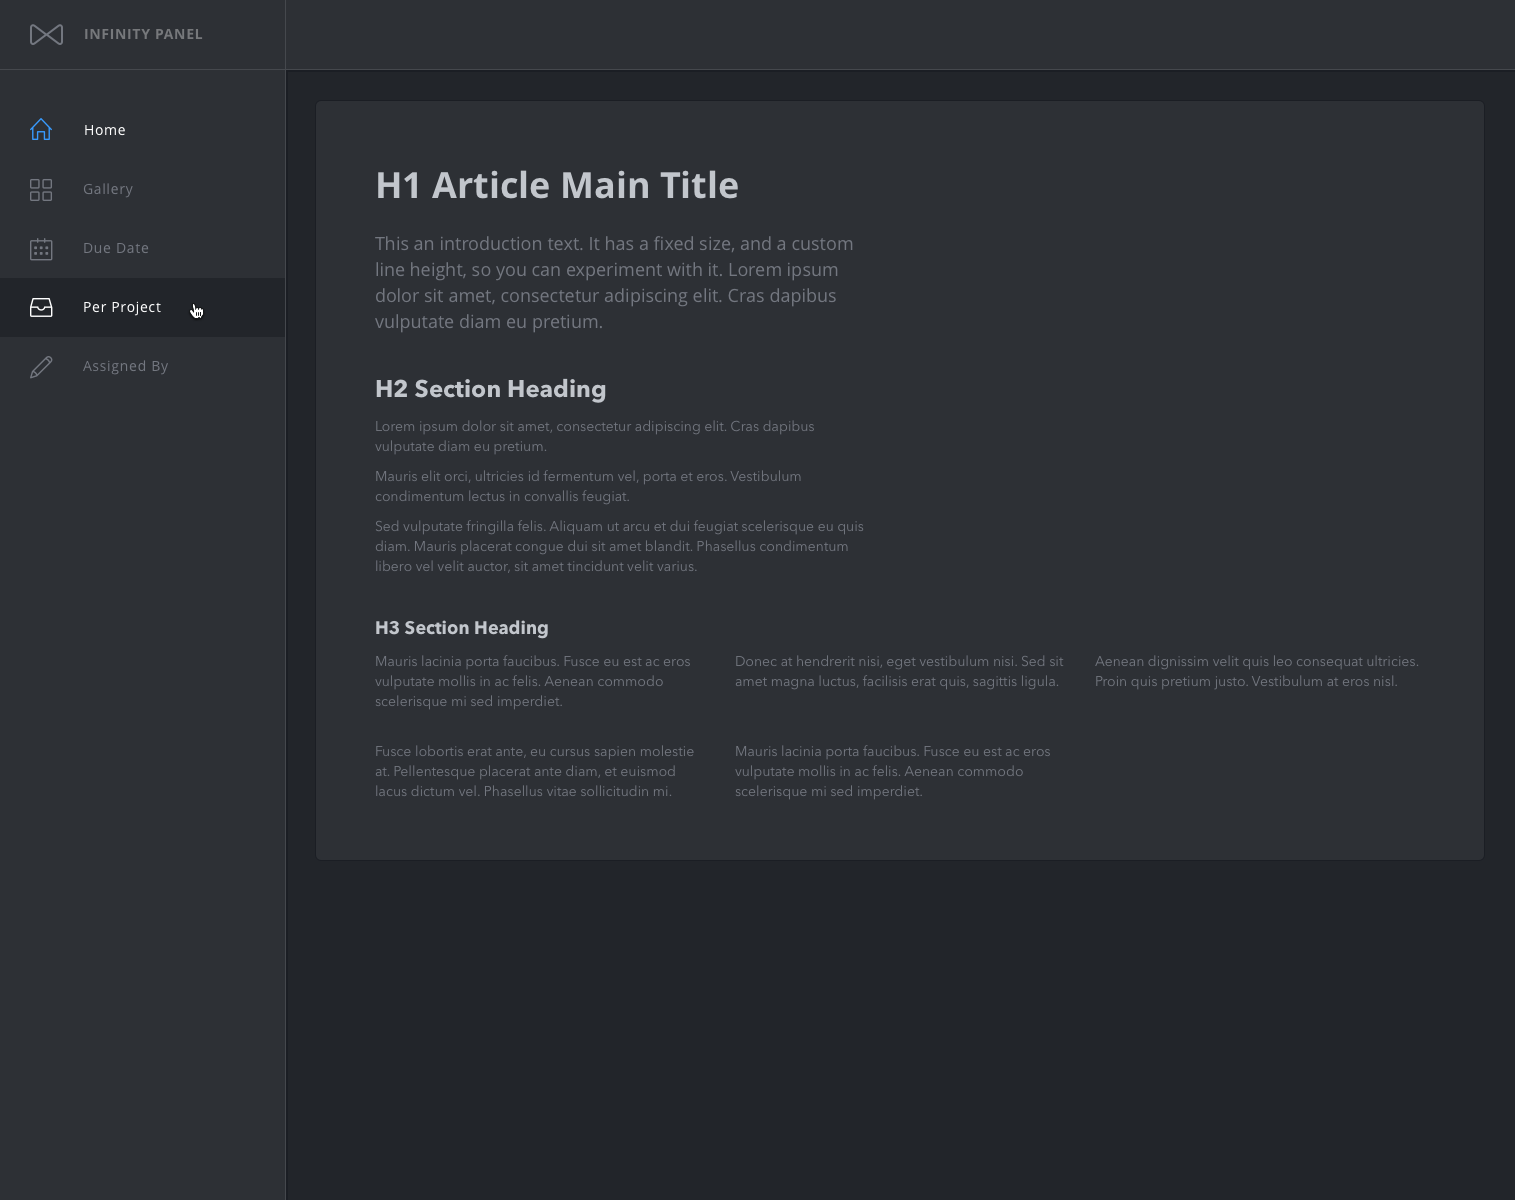 INFINITY PANEL
Home
Gallery
Due Date
Per Project
Assigned By
H1 Article Main Title
This an introduction text. It has a fixed size, and a custom
line height, so you can experiment with it. Lorem ipsum
dolor sit amet, consectetur adipiscing elit. Cras dapibus
vulputate diam eu pretium.
H2 Section Heading
Lorem ipsum dolor sit amet, consectetur adipiscing elit. Cras dapibus
vulputate diam eu pretium.
Mauris elit orci, ultricies id fermentum vel, porta et eros. Vestibulum
condimentum lectus in convallis feugiat.
Sed vulputate fringilla felis. Aliquam ut arcu et dui feugiat scelerisque eu quis
diam. Mauris placerat congue dui sit amet blandit. Phasellus condimentum
libero vel velit auctor, sit amet tincidunt velit varius.
H3 Section Heading
Mauris lacinia porta faucibus. Fusce eu est ac eros
vulputate mollis in ac felis. Aenean commodo
scelerisque mi sed imperdiet.
Donec at hendrerit nisi, eget vestibulum nisi. Sed sit
amet magna luctus, facilisis erat quis, sagittis ligula.
Aenean dignissim velit quis leo consequat ultricies.
Proin quis pretium justo. Vestibulum at eros nisl.
Fusce lobortis erat ante, eu cursus sapien molestie
at. Pellentesque placerat ante diam, et euismod
lacus dictum vel. Phasellus vitae sollicitudin mi.
Mauris lacinia porta faucibus. Fusce eu est ac eros
vulputate mollis in ac felis. Aenean commodo
scelerisque mi sed imperdiet.